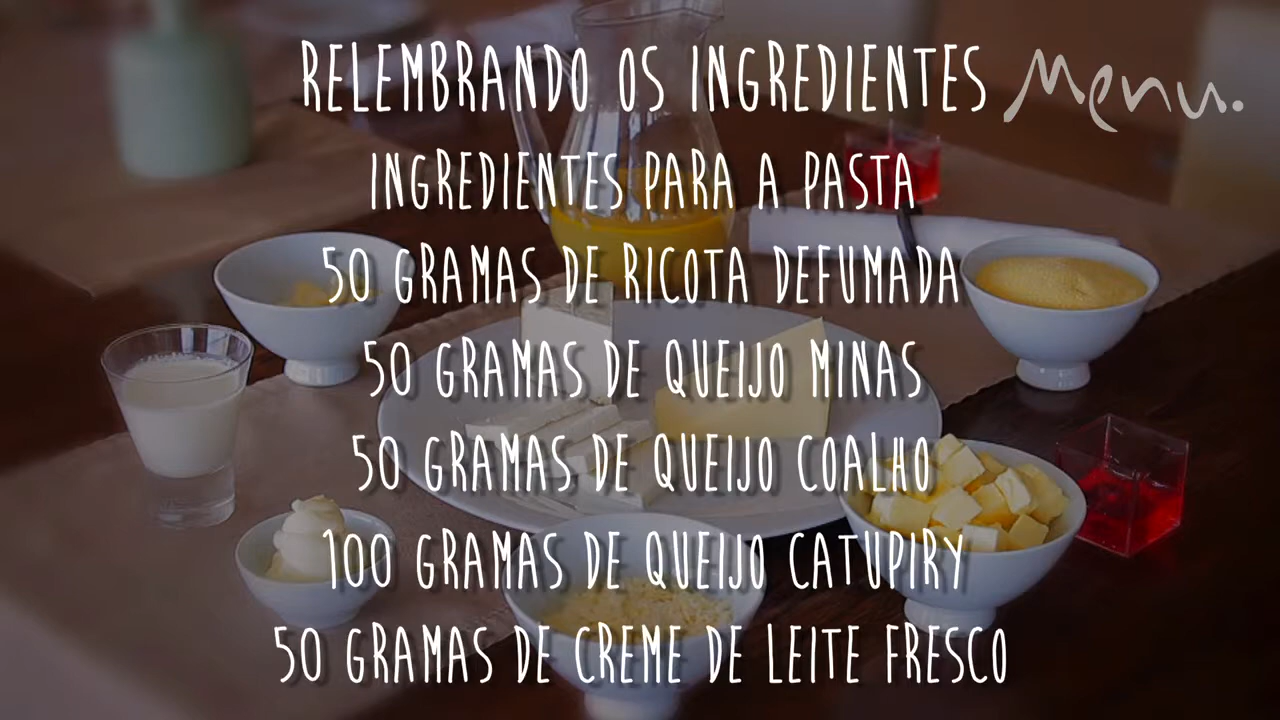 RELEMBRANDO OS INGREDIENTES
Menu.
INGREDIENTES PARA A PASTA
50 GRAMAS DE RICOTA DEFUMADA
50 GRAMAS DE QUEIJO MINAS
50 GRAMAS DE QUEIJO COALHO
100 GRAMAS DE QUEIJO CATUPIRY
50 GRAMAS DE CREME DE LEITE FRESCO